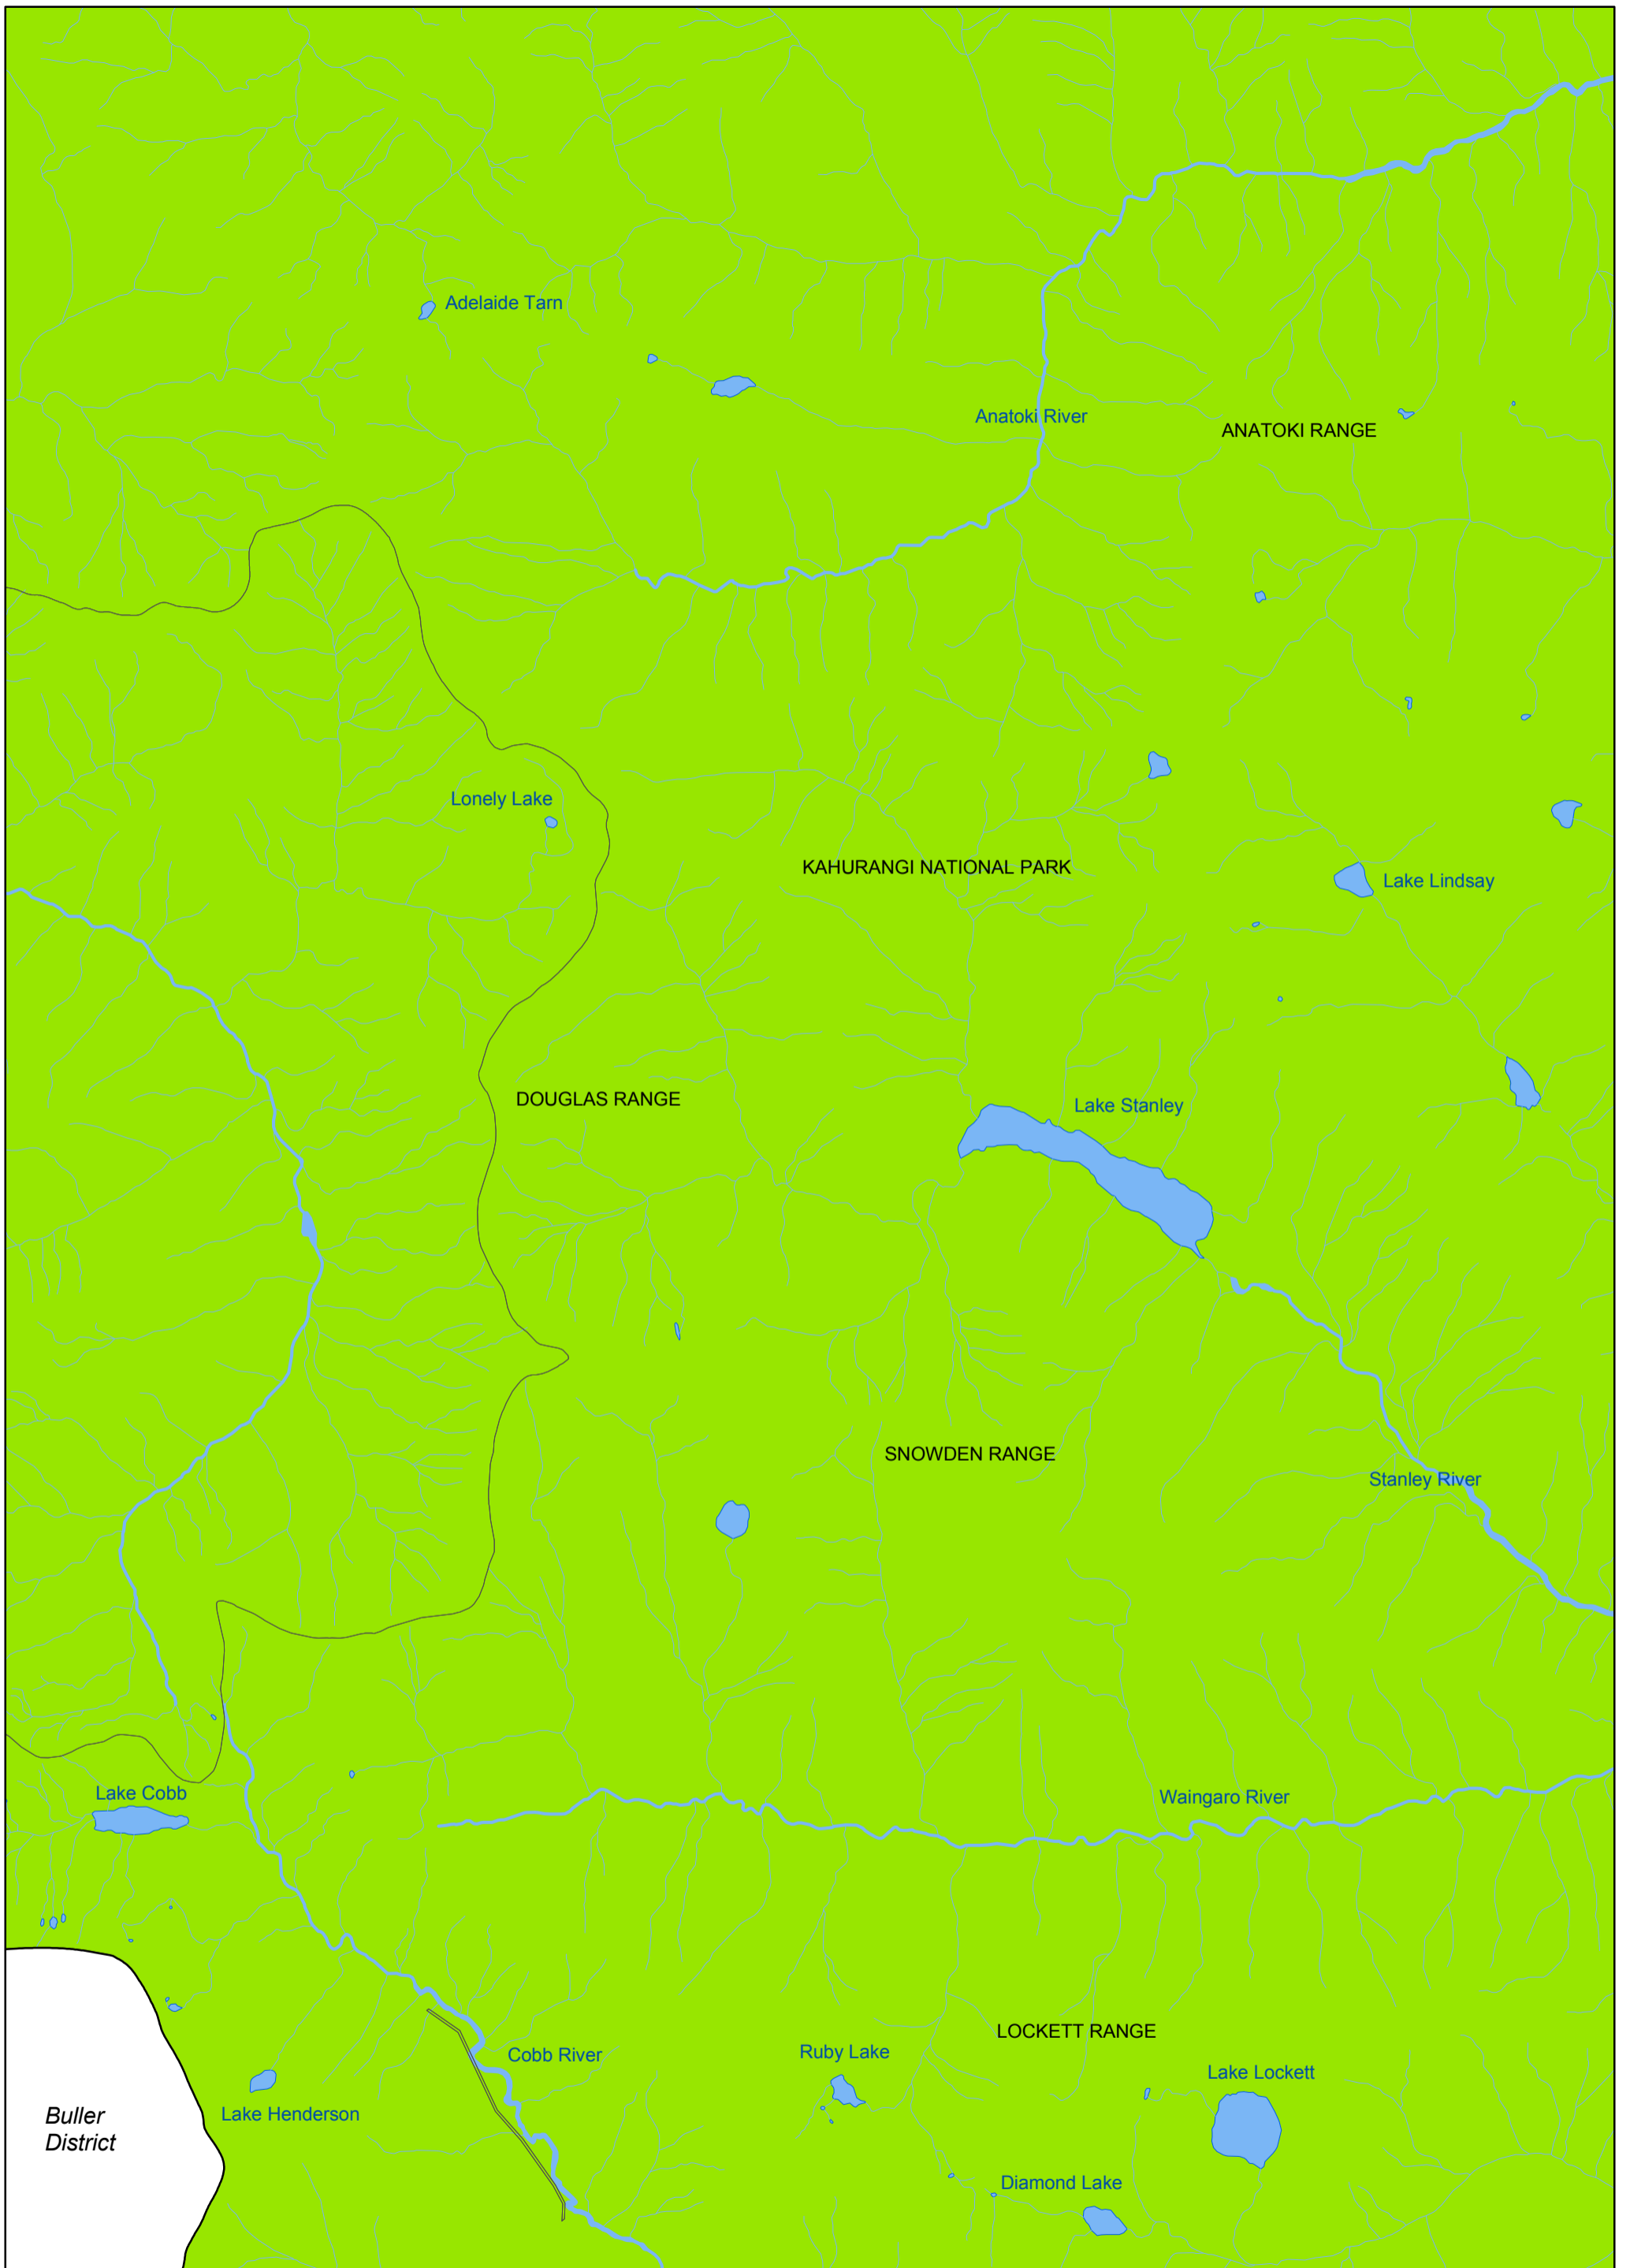 Adelaide Tarn
Anatoki River
ANATOKI RANGE
Lonely Lake
KAHURANGI NATIONAL PARK
Lake Lindsay
DOUGLAS RANGE
Lake Stanley
SNOWDEN RANGE
Stanley River
Lake Cobb
Waingaro River
LOCKETT RANGE
Cobb River
Ruby Lake
Lake Lockett
Lake Henderson
Buller
District
Diamond Lake